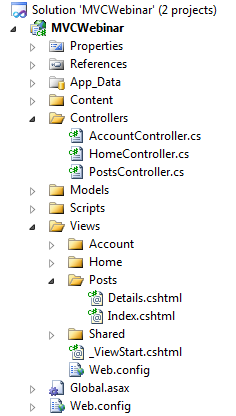 Solution 'MVCWebinar' (2 projects)
MVCWebinar
Properties
References
App_Data
Content
Controllers
AccountController.cs
HomeController.cs
PostsController.cs
Models
Scripts
Views
Account
Home
Posts
Details.cshtml
Index.cshtml
Shared
_ViewStart.cshtml
Web.config
Global.asax
Web.config